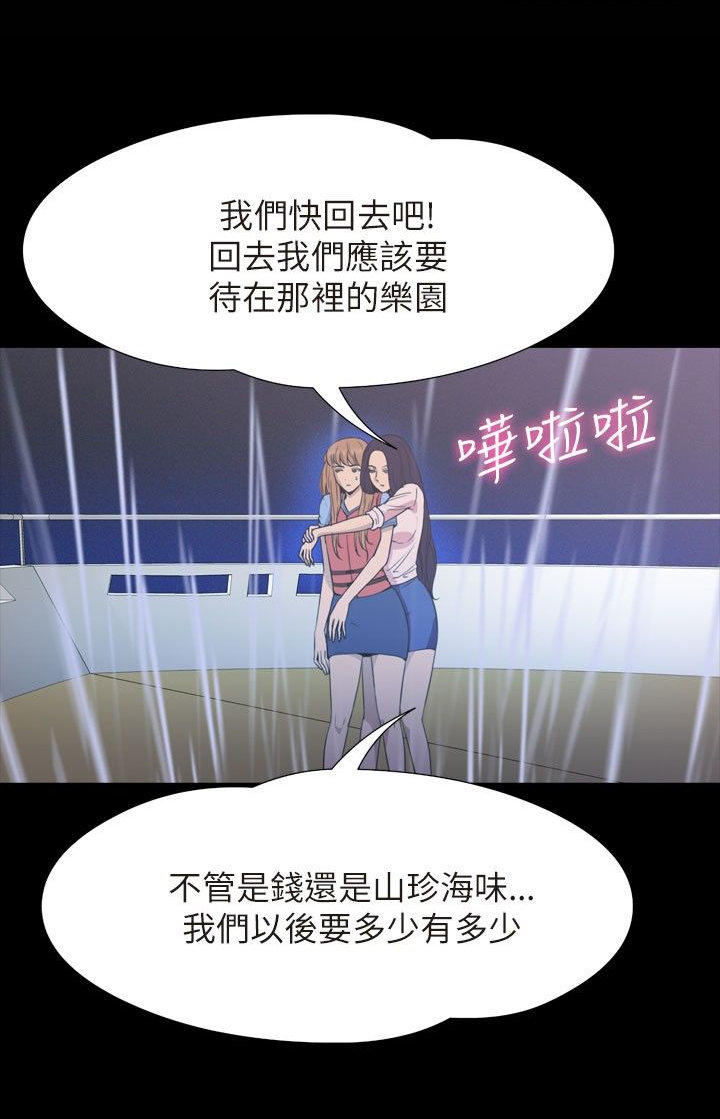 我們快回去吧!
回去我們應該要
待在那裡的樂園
嘩啦啦
不管是錢還是山珍海味...
我們以後要多少有多少